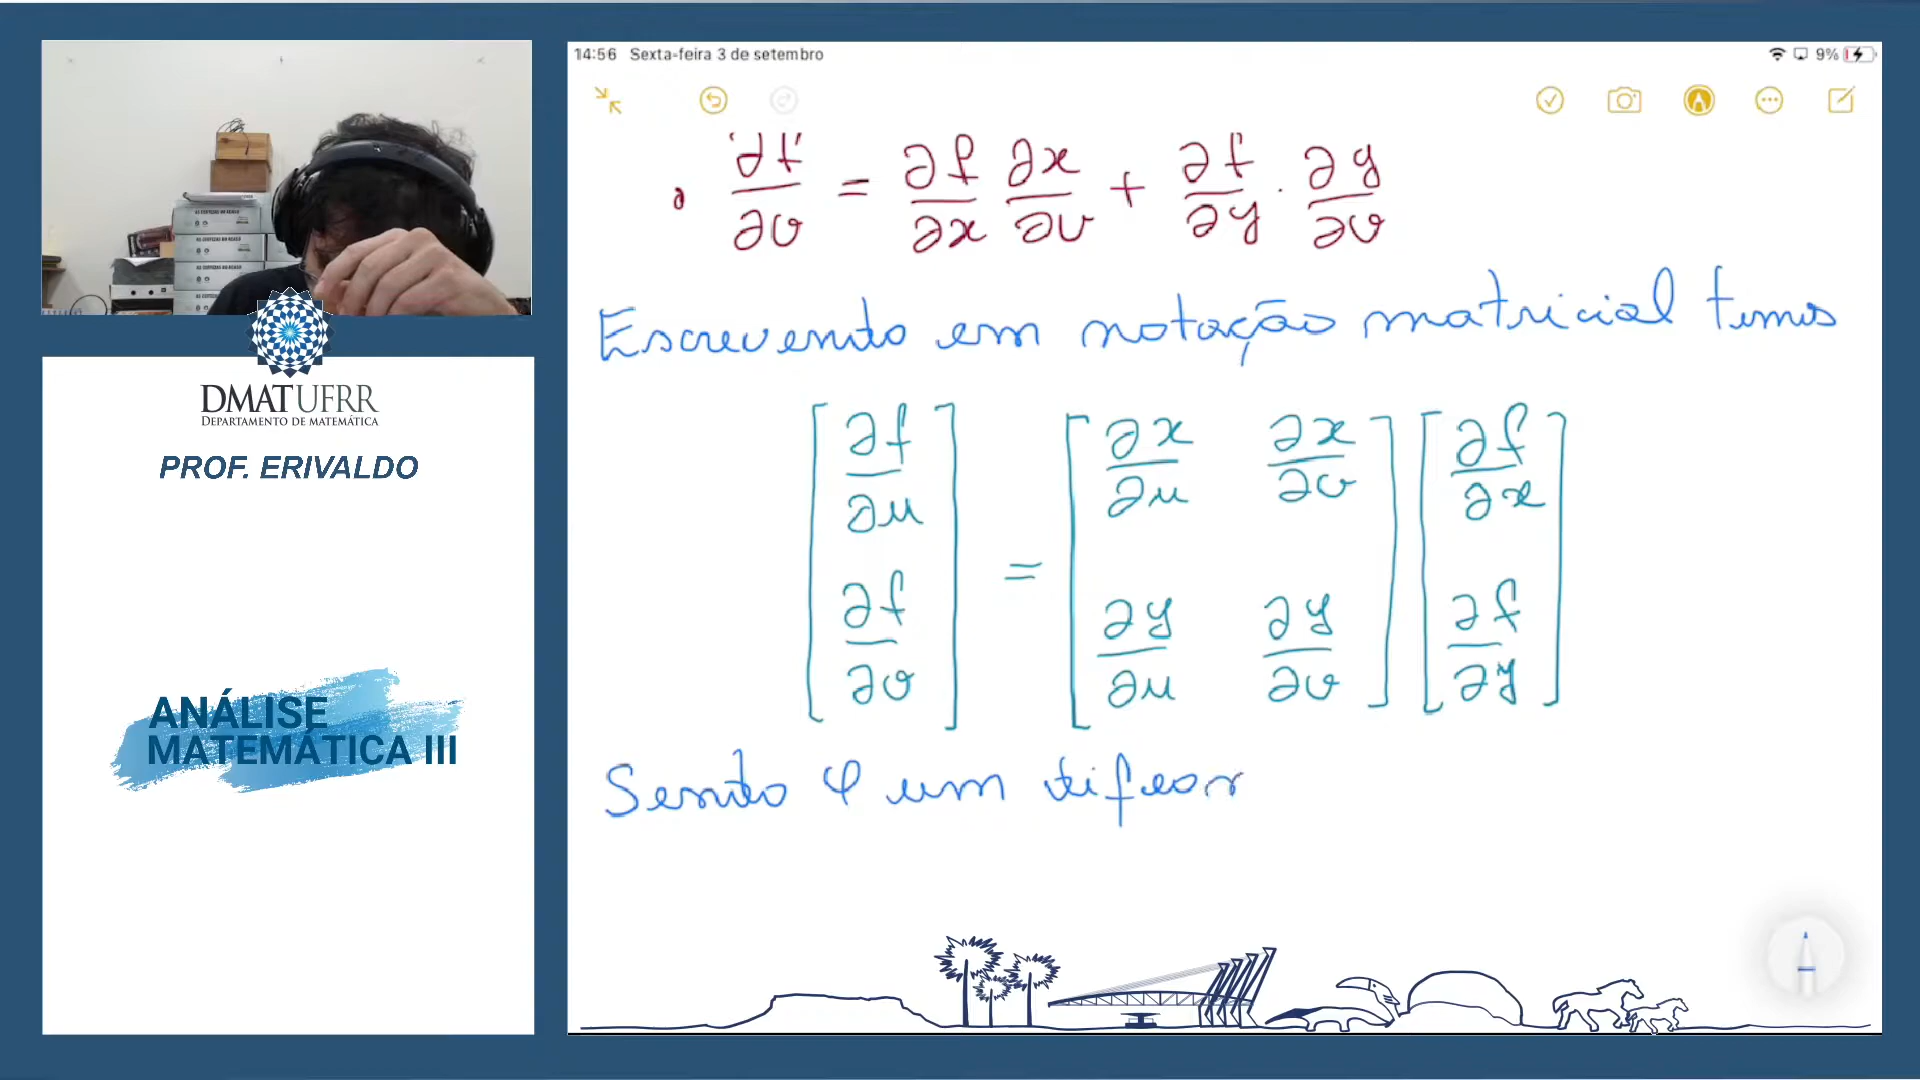 14:56 Sexta-feira 3 de setembro
9%
∂f/∂v = ∂f/∂x ∂x/∂v + ∂f/∂y · ∂y/∂v
Escrevendo em notação matricial temos
[∂f/∂u ; ∂f/∂v] = [∂x/∂u ∂x/∂v ; ∂y/∂u ∂y/∂v] [∂f/∂x ; ∂f/∂y]
Sendo φ um difeor
DMATUFRR
DEPARTAMENTO DE MATEMÁTICA
PROF. ERIVALDO
ANÁLISE
MATEMÁTICA III